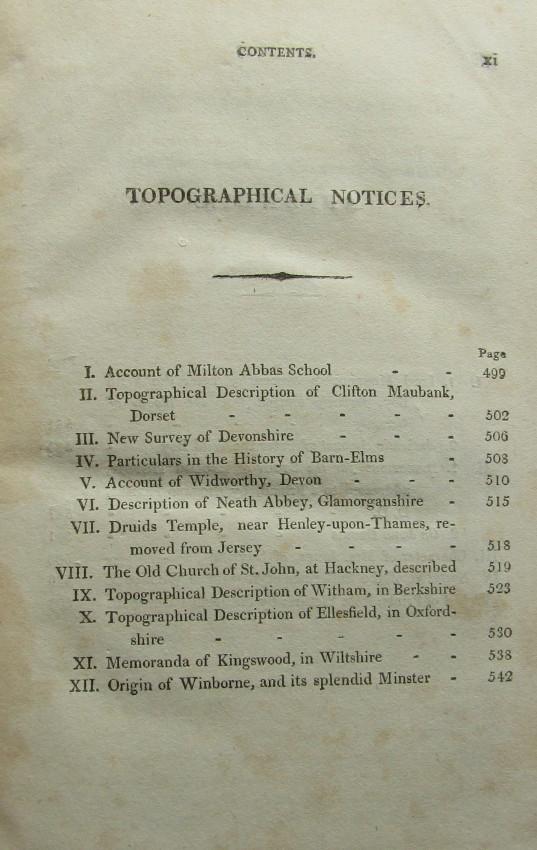 CONTENTS. xi
TOPOGRAPHICAL NOTICES.
Page
I. Account of Milton Abbas School - - 499
II. Topographical Description of Clifton Maubank,
Dorset - - - - - 502
III. New Survey of Devonshire - - - 506
IV. Particulars in the History of Barn-Elms - 508
V. Account of Widworthy, Devon - - - 510
VI. Description of Neath Abbey, Glamorganshire - 515
VII. Druids Temple, near Henley-upon-Thames, re-
moved from Jersey - - - - 518
VIII. The Old Church of St. John, at Hackney, described 519
IX. Topographical Description of Witham, in Berkshire 523
X. Topographical Description of Ellesfield, in Oxford-
shire - - - - - 530
XI. Memoranda of Kingswood, in Wiltshire - - 538
XII. Origin of Winborne, and its splendid Minster - 542